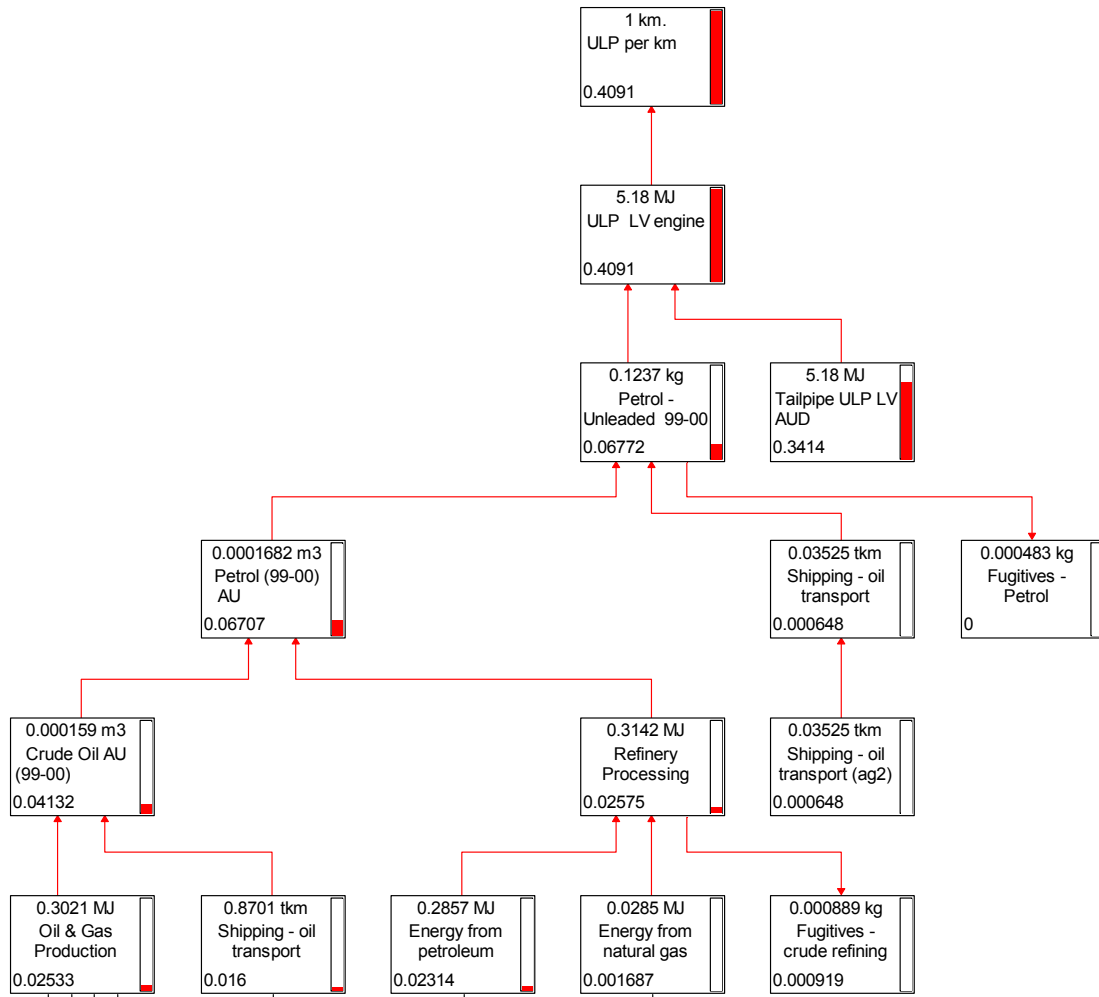 1 km.
ULP per km
0.4091
5.18 MJ
ULP LV engine
0.4091
0.1237 kg
Petrol -
Unleaded 99-00
0.06772
5.18 MJ
Tailpipe ULP LV
AUD
0.3414
0.0001682 m3
Petrol (99-00)
AU
0.06707
0.03525 tkm
Shipping - oil
transport
0.000648
0.000483 kg
Fugitives -
Petrol
0
0.000159 m3
Crude Oil AU
(99-00)
0.04132
0.3142 MJ
Refinery
Processing
0.02575
0.03525 tkm
Shipping - oil
transport (ag2)
0.000648
0.3021 MJ
Oil & Gas
Production
0.02533
0.8701 tkm
Shipping - oil
transport
0.016
0.2857 MJ
Energy from
petroleum
0.02314
0.0285 MJ
Energy from
natural gas
0.001687
0.000889 kg
Fugitives -
crude refining
0.000919